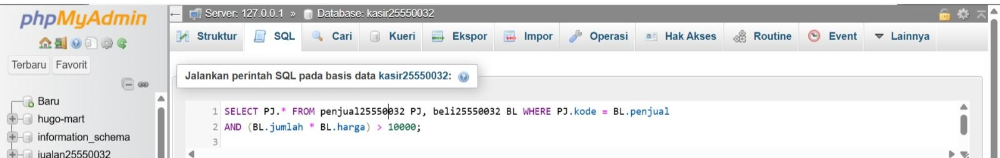 phpMyAdmin
Terbaru Favorit
Baru
hugo-mart
information_schema
jualan25550032
Server: 127.0.0.1 » Database: kasir25550032
Struktur SQL Cari Kueri Ekspor Impor Operasi Hak Akses Routine Event Lainnya
Jalankan perintah SQL pada basis data kasir25550032:
1 SELECT PJ.* FROM penjual25550032 PJ, beli25550032 BL WHERE PJ.kode = BL.penjual
2 AND (BL.jumlah * BL.harga) > 10000;
3